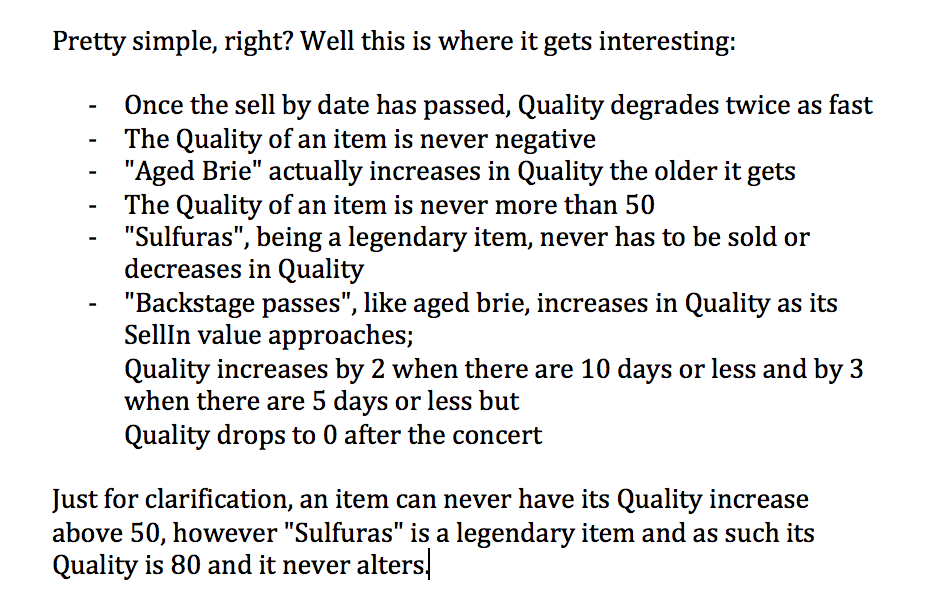 Pretty simple, right? Well this is where it gets interesting:
- Once the sell by date has passed, Quality degrades twice as fast
- The Quality of an item is never negative
- "Aged Brie" actually increases in Quality the older it gets
- The Quality of an item is never more than 50
- "Sulfuras", being a legendary item, never has to be sold or
decreases in Quality
- "Backstage passes", like aged brie, increases in Quality as its
SellIn value approaches;
Quality increases by 2 when there are 10 days or less and by 3
when there are 5 days or less but
Quality drops to 0 after the concert
Just for clarification, an item can never have its Quality increase
above 50, however "Sulfuras" is a legendary item and as such its
Quality is 80 and it never alters.